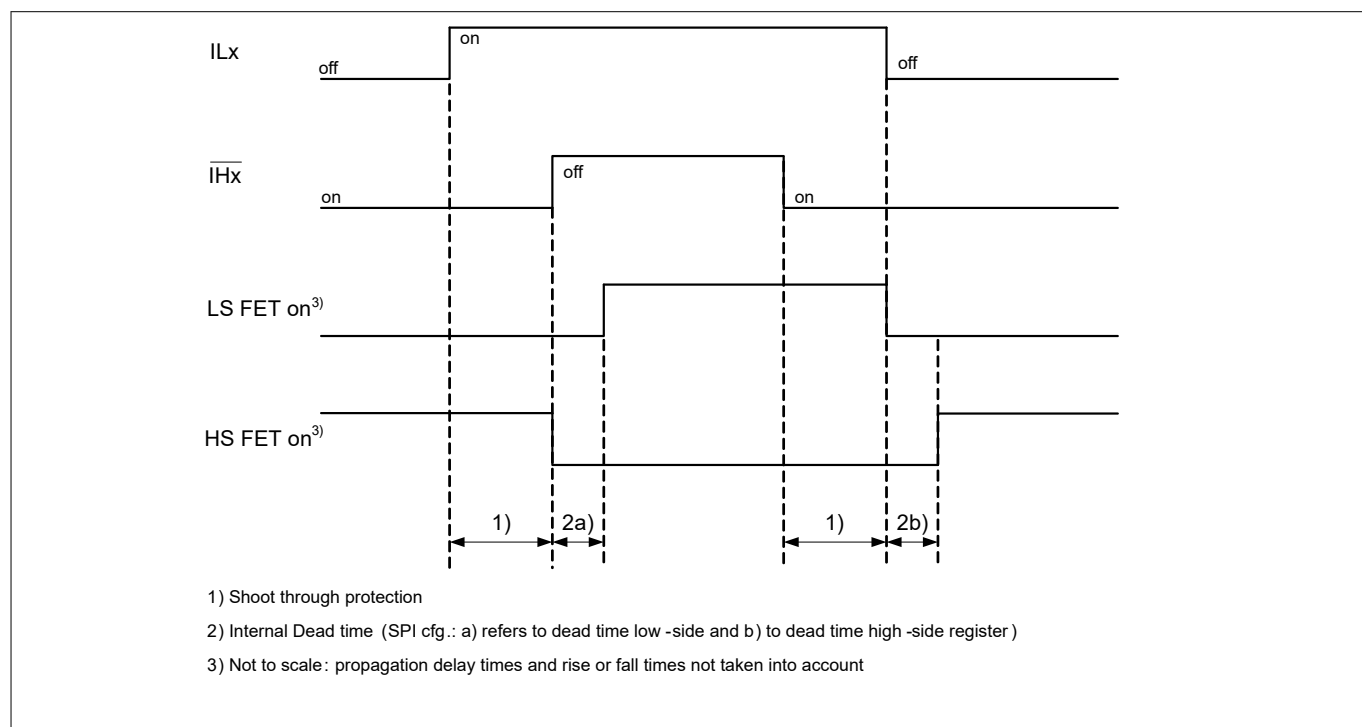 ILx
on
off
off
IHx
off
on
on
LS FET on3)
HS FET on3)
1)
2a)
1)
2b)
1) Shoot through protection
2) Internal Dead time (SPI cfg.: a) refers to dead time low -side and b) to dead time high -side register)
3) Not to scale: propagation delay times and rise or fall times not taken into account